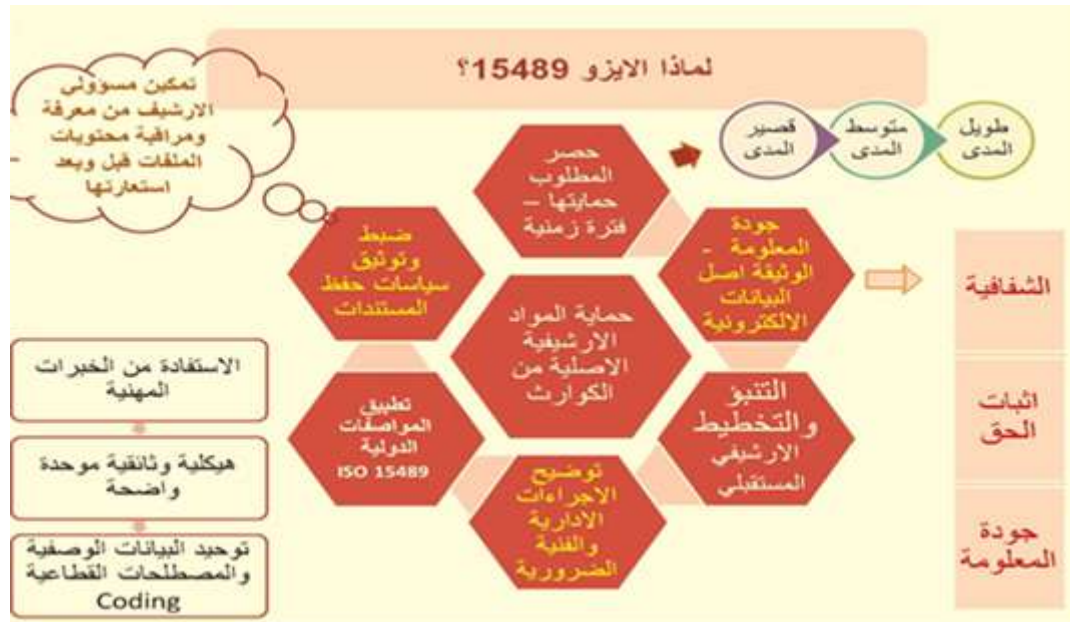 لماذا الايزو 15489؟
تمكين مسؤولي
الارشيف من معرفة
ومراقبة محتويات
الملفات قبل وبعد
استعارتها
طويل
المدى
متوسط
المدى
قصير
المدى
حصر
المطلوب
حمايتها –
فترة زمنية
جودة
المعلومة -
الوثيقة اصل
البيانات
الالكترونية
ضبط
وتوثيق
سياسات حفظ
المستندات
حماية المواد
الارشيفية
الاصلية من
الكوارث
التنبؤ
والتخطيط
الارشيفي
المستقبلي
تطبيق
المواصفات
الدولية
ISO 15489
توضيح
الاجراءات
الادارية
والفنية
الضرورية
الشفافية
اثبات
الحق
جودة
المعلومة
الاستفادة من الخبرات
المهنية
هيكلية وثائقية موحدة
واضحة
توحيد البيانات الوصفية
والمصطلحات القطاعية
Coding